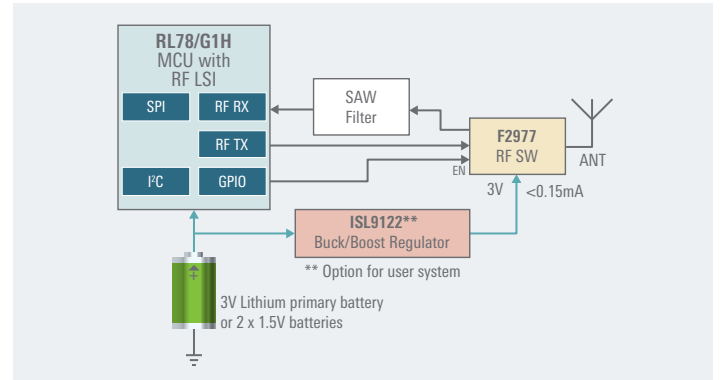 RL78/G1H
MCU with
RF LSI
SPI
RF RX
RF TX
I²C
GPIO
SAW
Filter
F2977
RF SW
EN
ANT
3V
<0.15mA
ISL9122**
Buck/Boost Regulator
** Option for user system
+
3V Lithium primary battery
or 2 x 1.5V batteries